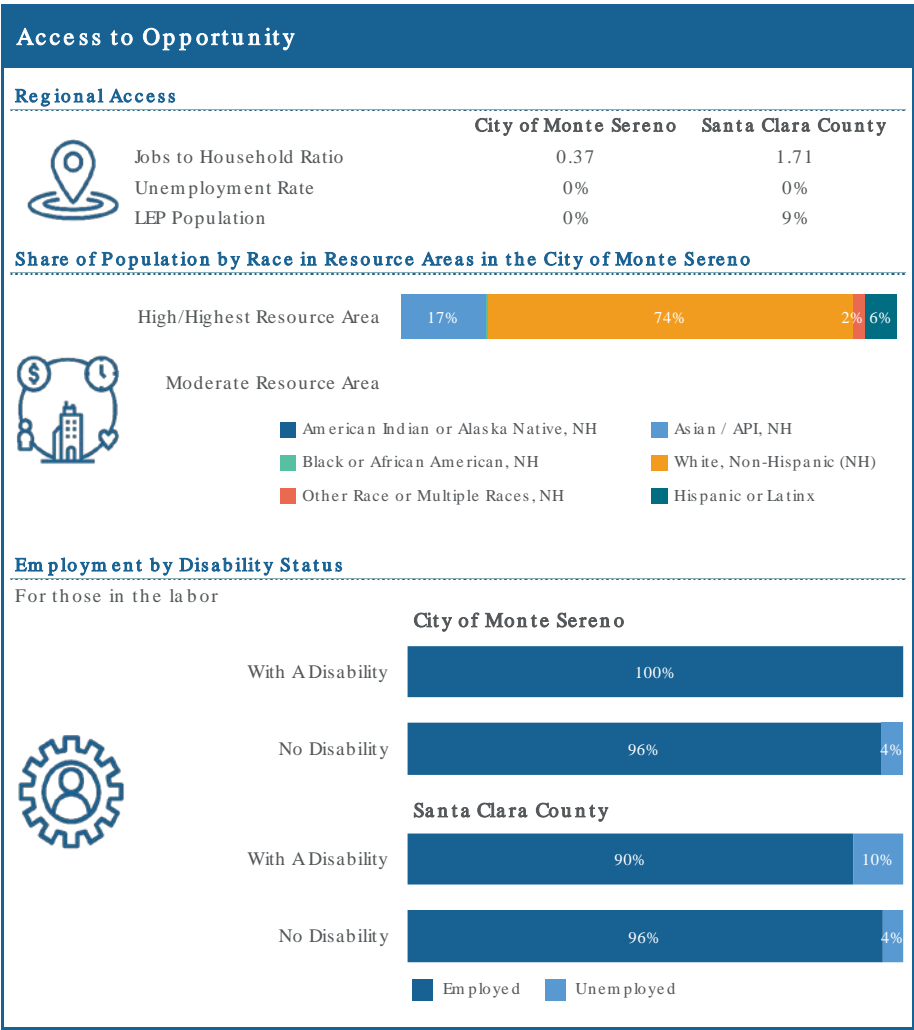 Access to Opportunity
Regional Access
City of Monte Sereno Santa Clara County
Jobs to Household Ratio 0.37 1.71
Unemployment Rate 0% 0%
LEP Population 0% 9%
Share of Population by Race in Resource Areas in the City of Monte Sereno
High/Highest Resource Area 17% 74% 2% 6%
Moderate Resource Area
American Indian or Alaska Native, NH Asian / API, NH
Black or African American, NH White, Non-Hispanic (NH)
Other Race or Multiple Races, NH Hispanic or Latinx
Employment by Disability Status
For those in the labor
City of Monte Sereno
With A Disability 100%
No Disability 96% 4%
Santa Clara County
With A Disability 90% 10%
No Disability 96% 4%
Employed Unemployed